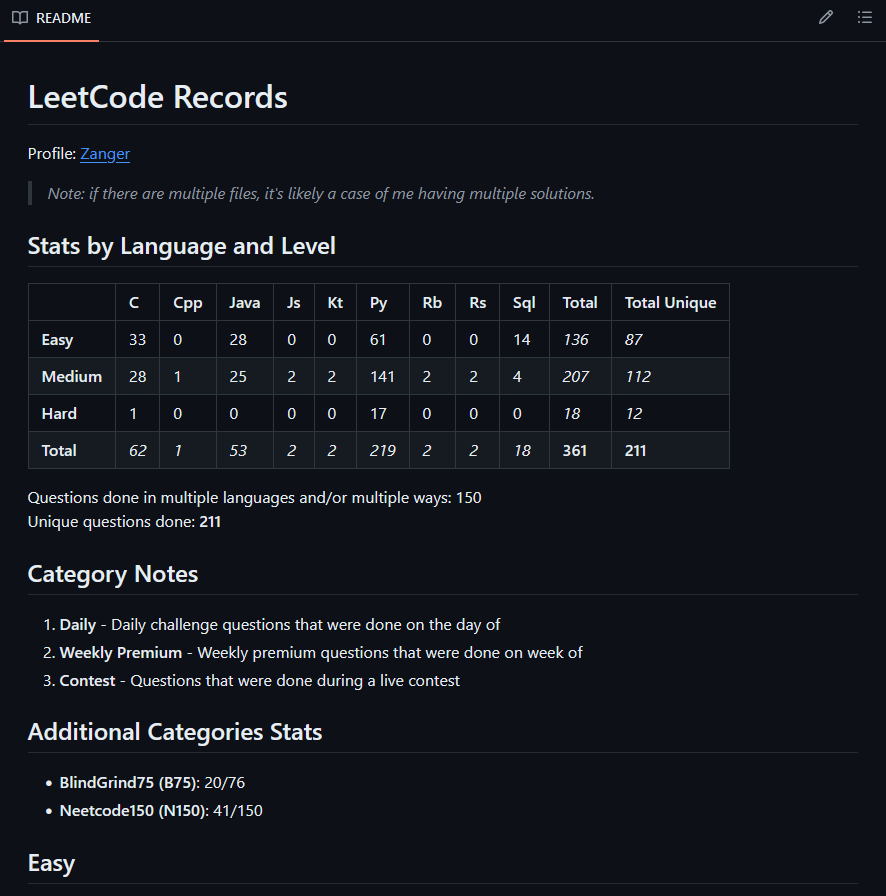 README
LeetCode Records
Profile: Zanger
Note: if there are multiple files, it's likely a case of me having multiple solutions.
Stats by Language and Level
C Cpp Java Js Kt Py Rb Rs Sql Total Total Unique
Easy 33 0 28 0 0 61 0 0 14 136 87
Medium 28 1 25 2 2 141 2 2 4 207 112
Hard 1 0 0 0 0 17 0 0 0 18 12
Total 62 1 53 2 2 219 2 2 18 361 211
Questions done in multiple languages and/or multiple ways: 150
Unique questions done: 211
Category Notes
1. Daily - Daily challenge questions that were done on the day of
2. Weekly Premium - Weekly premium questions that were done on week of
3. Contest - Questions that were done during a live contest
Additional Categories Stats
• BlindGrind75 (B75): 20/76
• Neetcode150 (N150): 41/150
Easy